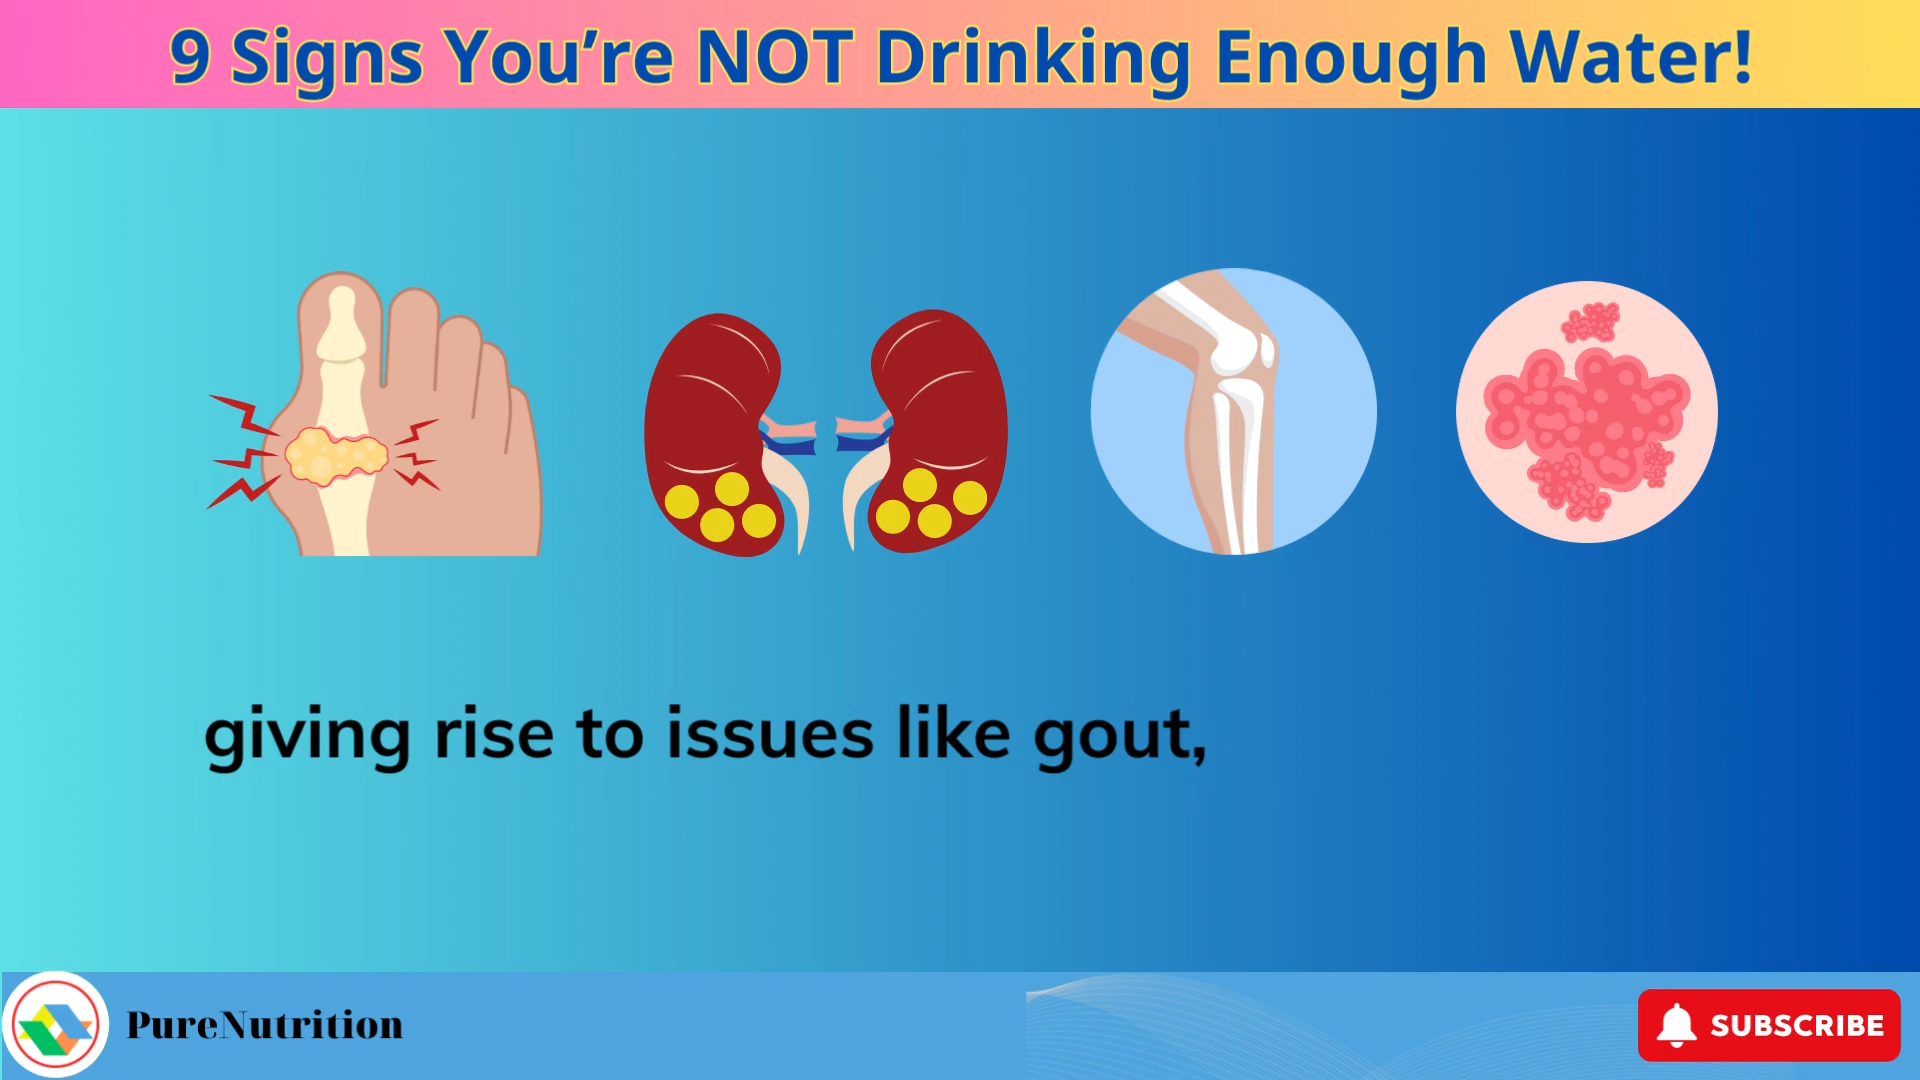 9 Signs You’re NOT Drinking Enough Water!
giving rise to issues like gout,
PureNutrition
SUBSCRIBE